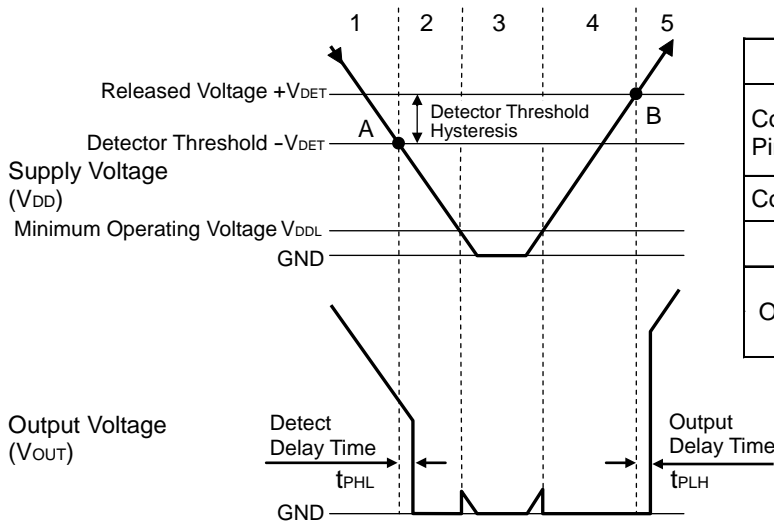 1 2 3 4 5
Released Voltage +VDET
Detector Threshold
Hysteresis
A
B
Detector Threshold -VDET
Supply Voltage
(VDD)
Minimum Operating Voltage VDDL
GND
Output Voltage
(VOUT)
Detect
Delay Time
tPHL
Output
Delay Time
tPLH
GND